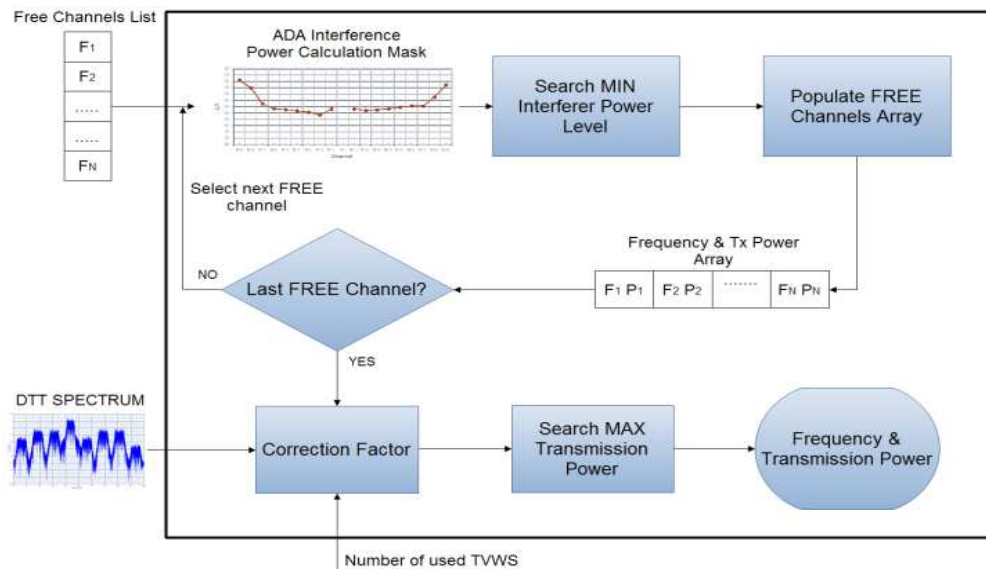 Free Channels List
F1
F2
.....
.....
FN
ADA Interference
Power Calculation Mask
Channel
Search MIN
Interferer Power
Level
Populate FREE
Channels Array
Select next FREE
channel
Frequency & Tx Power
Array
F1 P1
F2 P2
.......
FN PN
NO
Last FREE Channel?
YES
DTT SPECTRUM
Correction Factor
Search MAX
Transmission
Power
Frequency &
Transmission Power
Number of used TVWS